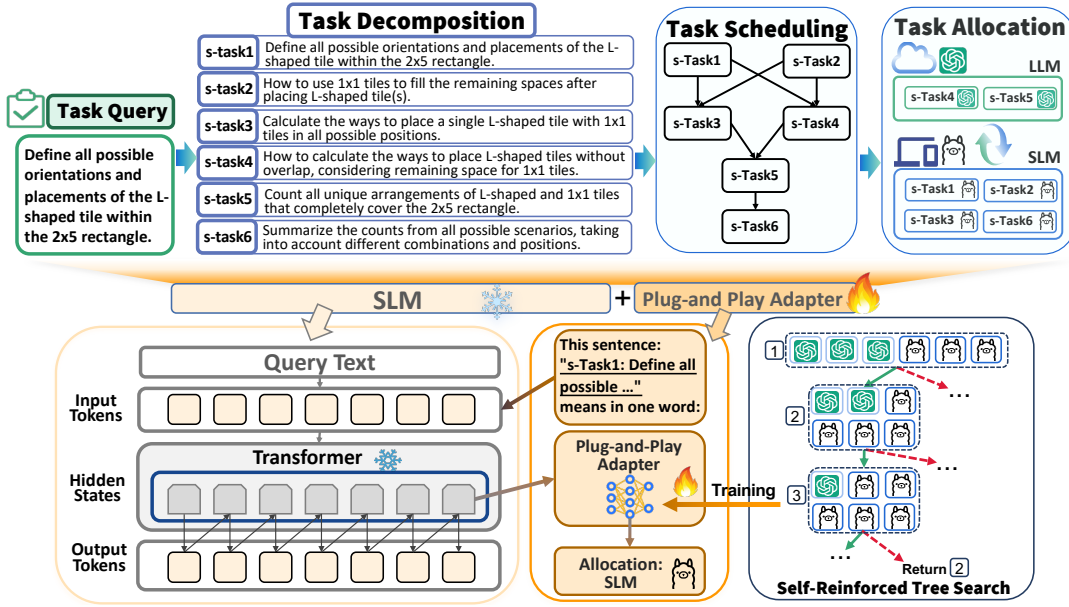 Task Query
Define all possible
orientations and
placements of the L-
shaped tile within
the 2x5 rectangle.
Task Decomposition
s-task1
Define all possible orientations and placements of the L-
shaped tile within the 2x5 rectangle.
s-task2
How to use 1x1 tiles to fill the remaining spaces after
placing L-shaped tile(s).
s-task3
Calculate the ways to place a single L-shaped tile with 1x1
tiles in all possible positions.
s-task4
How to calculate the ways to place L-shaped tiles without
overlap, considering remaining space for 1x1 tiles.
s-task5
Count all unique arrangements of L-shaped and 1x1 tiles
that completely cover the 2x5 rectangle.
s-task6
Summarize the counts from all possible scenarios, taking
into account different combinations and positions.
Task Scheduling
s-Task1
s-Task2
s-Task3
s-Task4
s-Task5
s-Task6
Task Allocation
LLM
s-Task4
s-Task5
SLM
s-Task1
s-Task2
s-Task3
s-Task6
SLM
+
Plug-and Play Adapter
Query Text
Input
Tokens
Transformer
Hidden
States
Output
Tokens
This sentence:
"s-Task1: Define all
possible ..."
means in one word:
Plug-and-Play
Adapter
Allocation:
SLM
Training
1
...
2
...
3
...
Return 2
Self-Reinforced Tree Search